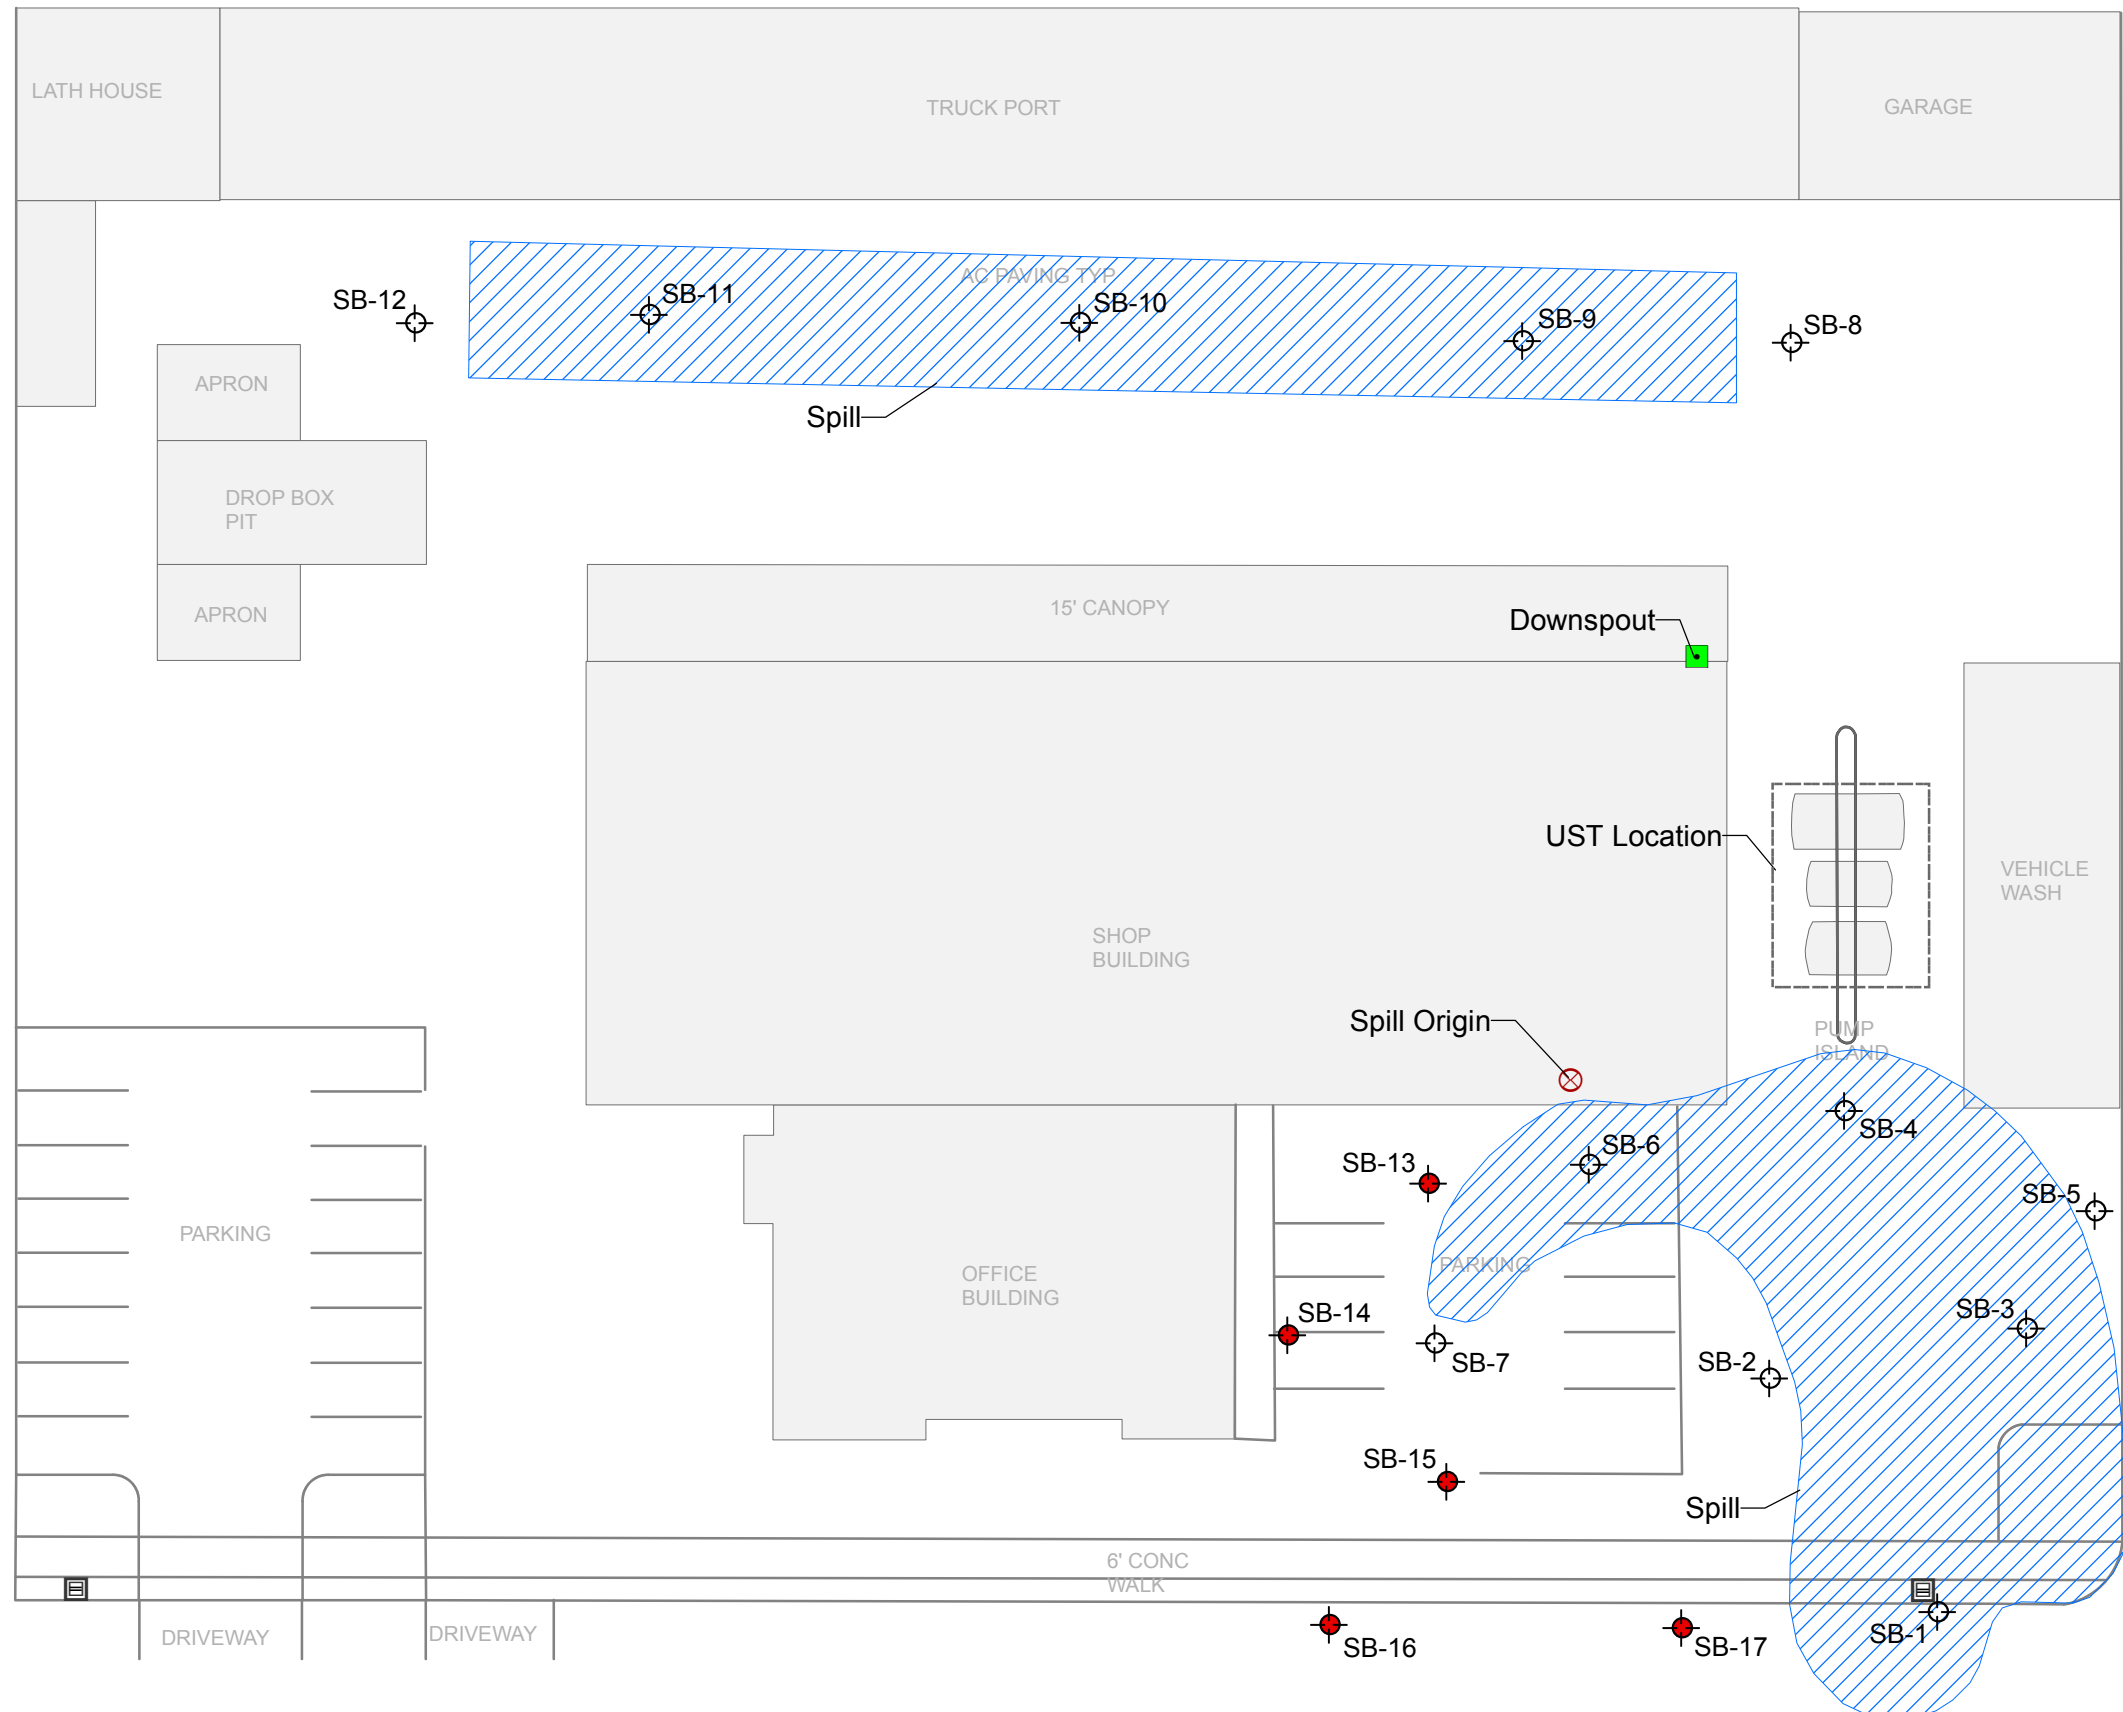 LATH HOUSE
TRUCK PORT
GARAGE
AC PAVING TYP
SB-12
SB-11
SB-10
SB-9
SB-8
Spill
APRON
DROP BOX
PIT
APRON
15' CANOPY
Downspout
UST Location
VEHICLE
WASH
SHOP
BUILDING
Spill Origin
PUMP
ISLAND
SB-4
SB-6
SB-13
SB-5
PARKING
PARKING
OFFICE
BUILDING
SB-14
SB-7
SB-3
SB-2
SB-15
Spill
6' CONC
WALK
DRIVEWAY
DRIVEWAY
SB-16
SB-17
SB-1